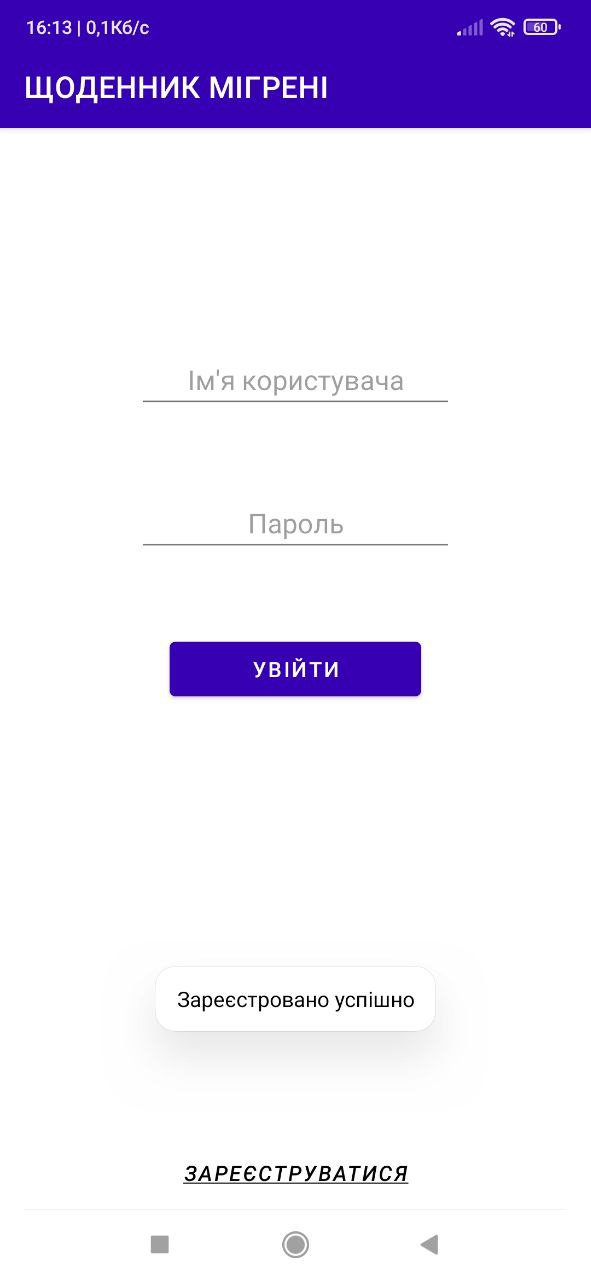 16:13 | 0,1Кб/с 60
ЩОДЕННИК МІГРЕНІ
Ім'я користувача
Пароль
УВІЙТИ
Зареєстровано успішно
ЗАРЕЄСТРУВАТИСЯ